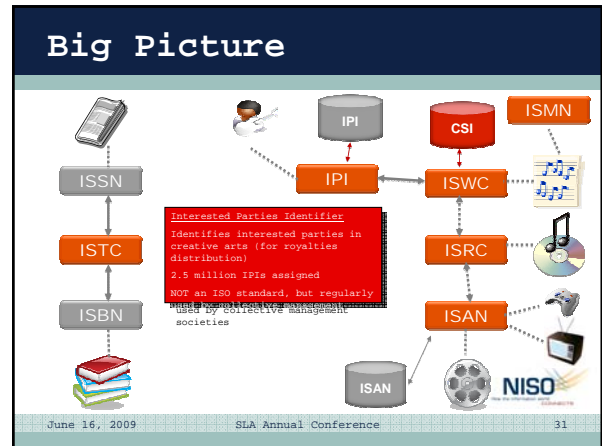 Big Picture
IPI
CSI
ISMN
ISSN
IPI
ISWC
Interested Parties Identifier
Identifies interested parties in
creative arts (for royalties
distribution)
2.5 million IPIs assigned
NOT an ISO standard, but regularly
used by collective management
societies
ISTC
ISRC
ISBN
ISAN
ISAN
NISO
June 16, 2009
SLA Annual Conference
31